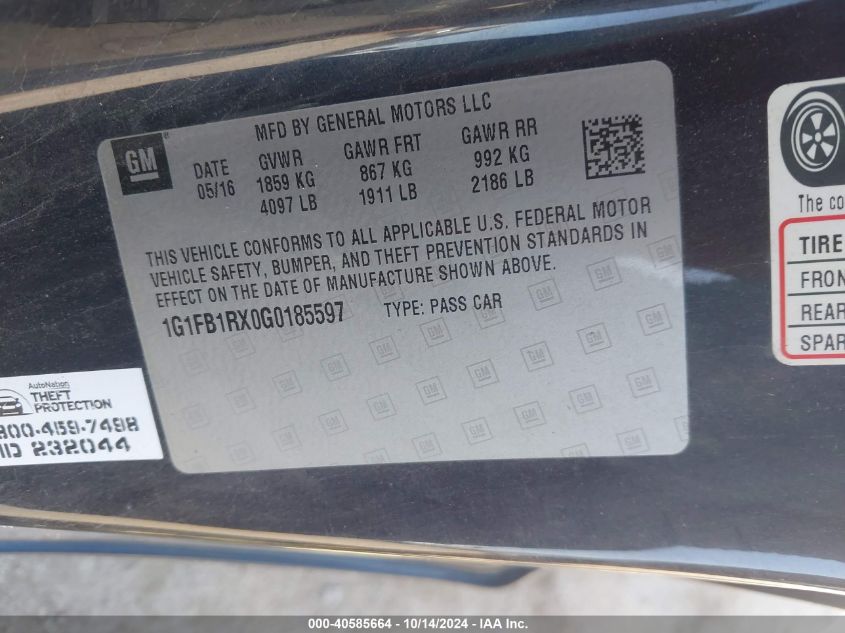 MFD BY GENERAL MOTORS LLC
GM
DATE GVWR GAWR FRT GAWR RR
05/16 1859 KG 867 KG 992 KG
4097 LB 1911 LB 2186 LB
THIS VEHICLE CONFORMS TO ALL APPLICABLE U.S. FEDERAL MOTOR
VEHICLE SAFETY, BUMPER, AND THEFT PREVENTION STANDARDS IN
EFFECT ON THE DATE OF MANUFACTURE SHOWN ABOVE.
1G1FB1RX0G0185597 TYPE: PASS CAR
The co
TIRE
FRON
REAR
SPAR
AutoNation
THEFT
PROTECTION
800-459-7498
ID 232044
000-40585664 - 10/14/2024 - IAA Inc.